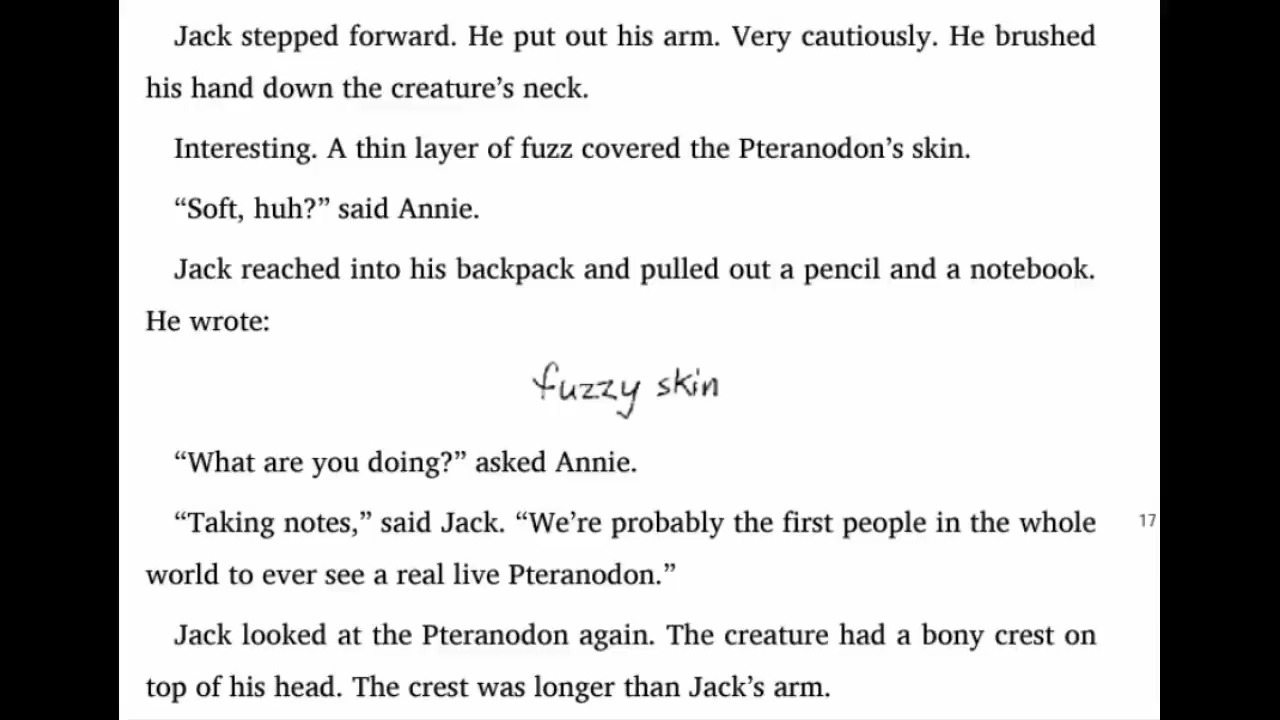 Jack stepped forward. He put out his arm. Very cautiously. He brushed
his hand down the creature’s neck.
Interesting. A thin layer of fuzz covered the Pteranodon’s skin.
“Soft, huh?” said Annie.
Jack reached into his backpack and pulled out a pencil and a notebook.
He wrote:
fuzzy skin
“What are you doing?” asked Annie.
“Taking notes,” said Jack. “We’re probably the first people in the whole
17
world to ever see a real live Pteranodon.”
Jack looked at the Pteranodon again. The creature had a bony crest on
top of his head. The crest was longer than Jack’s arm.